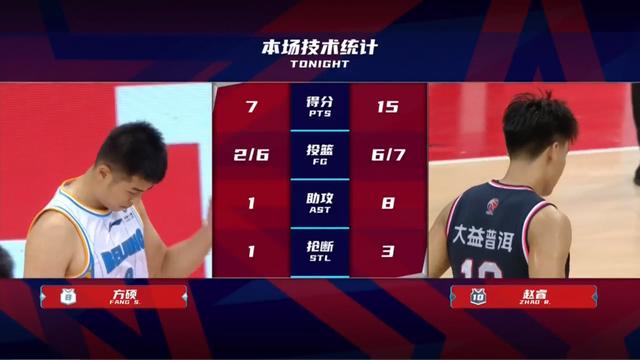 本场技术统计
TONIGHT
7 得分 15
PTS
2/6 投篮 6/7
FG
1 助攻 8
AST
1 抢断 3
STL
大益普洱
10
8 方硕
FANG S.
10 赵睿
ZHAO R.